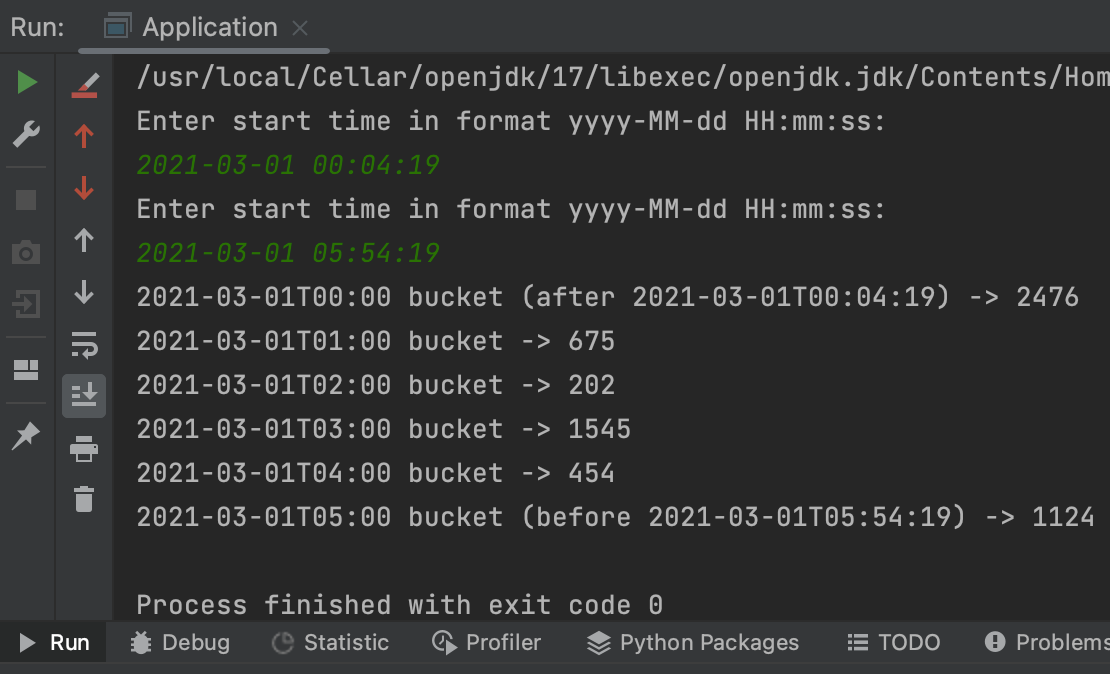 Run: Application
/usr/local/Cellar/openjdk/17/libexec/openjdk.jdk/Contents/Hom
Enter start time in format yyyy-MM-dd HH:mm:ss:
2021-03-01 00:04:19
Enter start time in format yyyy-MM-dd HH:mm:ss:
2021-03-01 05:54:19
2021-03-01T00:00 bucket (after 2021-03-01T00:04:19) -> 2476
2021-03-01T01:00 bucket -> 675
2021-03-01T02:00 bucket -> 202
2021-03-01T03:00 bucket -> 1545
2021-03-01T04:00 bucket -> 454
2021-03-01T05:00 bucket (before 2021-03-01T05:54:19) -> 1124
Process finished with exit code 0
Run Debug Statistic Profiler Python Packages TODO Problems